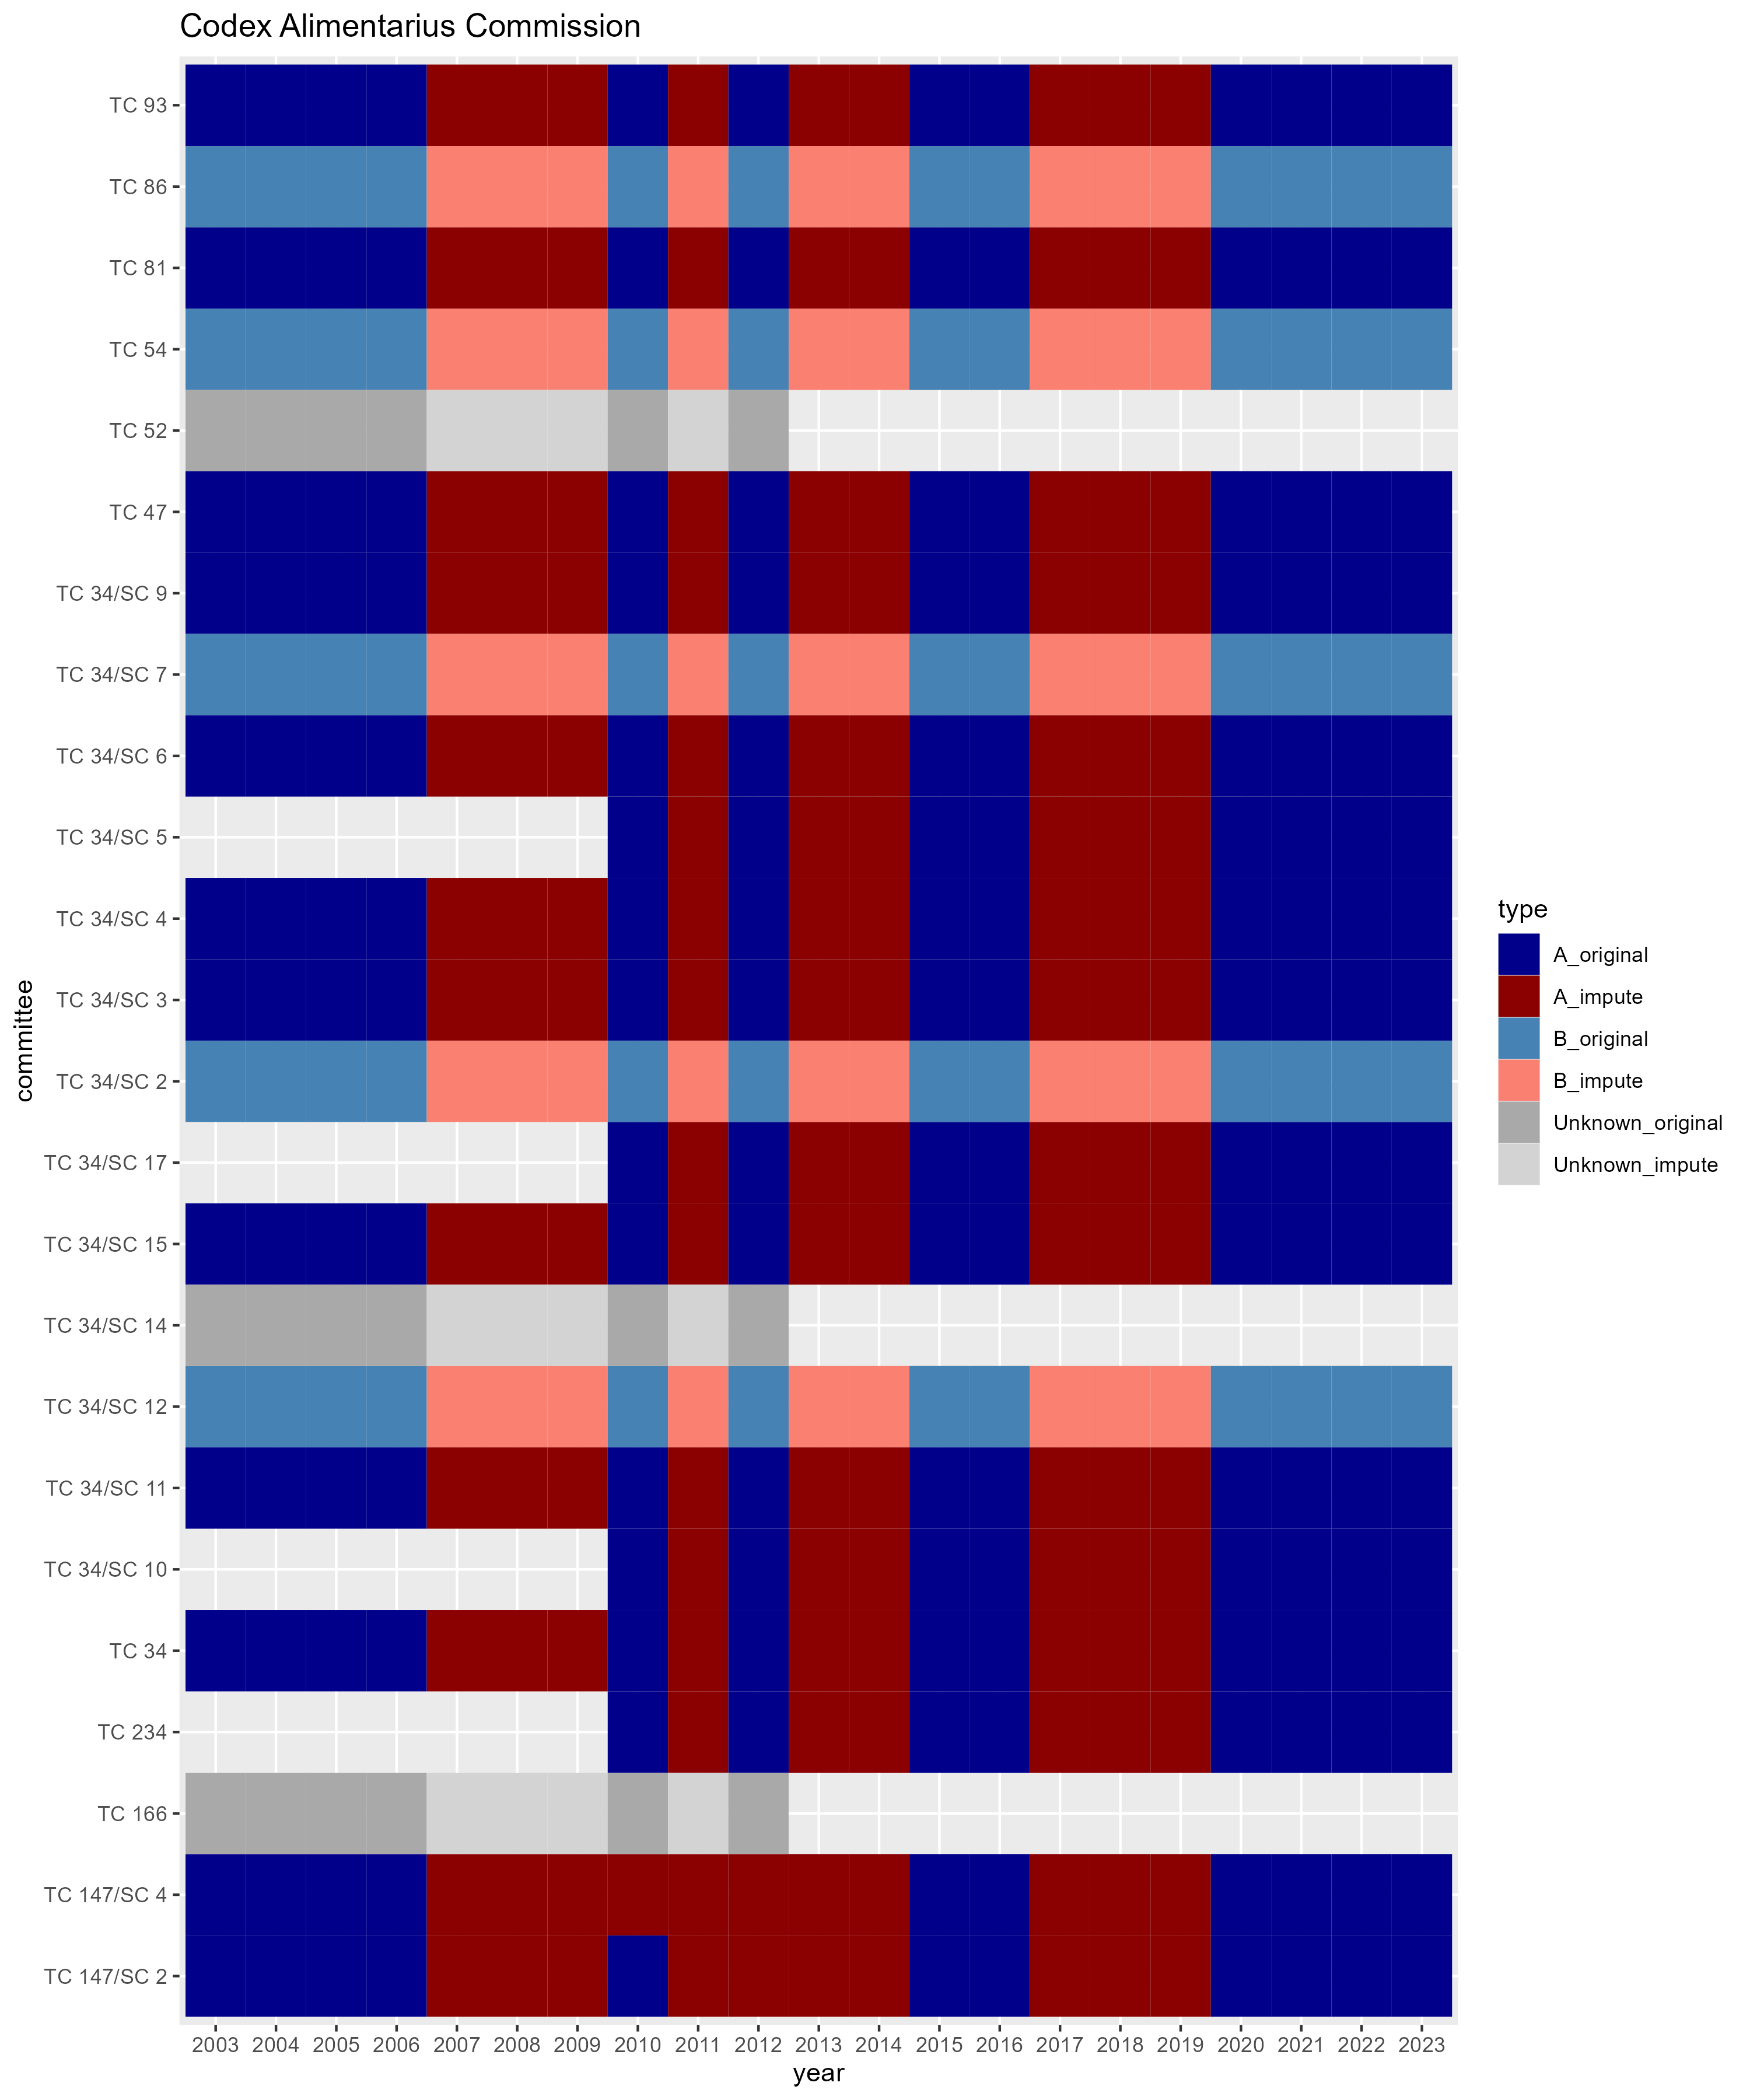 Codex Alimentarius Commission
TC 93
TC 86
TC 81
TC 54
TC 52
TC 47
TC 34/SC 9
TC 34/SC 7
TC 34/SC 6
TC 34/SC 5
TC 34/SC 4
TC 34/SC 3
TC 34/SC 2
TC 34/SC 17
TC 34/SC 15
TC 34/SC 14
TC 34/SC 12
TC 34/SC 11
TC 34/SC 10
TC 34
TC 234
TC 166
TC 147/SC 4
TC 147/SC 2
committee
2003 2004 2005 2006 2007 2008 2009 2010 2011 2012 2013 2014 2015 2016 2017 2018 2019 2020 2021 2022 2023
year
type
A_original
A_impute
B_original
B_impute
Unknown_original
Unknown_impute